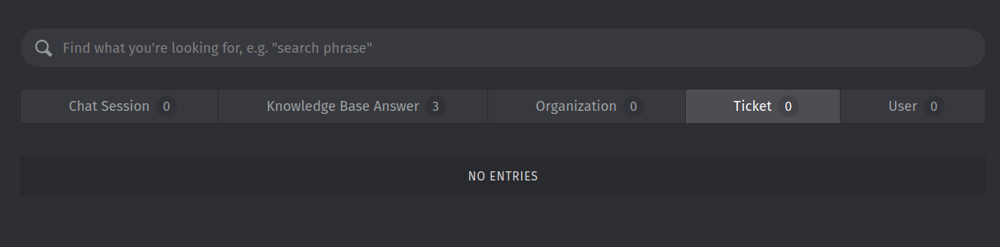 Find what you're looking for, e.g. "search phrase"
Chat Session 0 Knowledge Base Answer 3 Organization 0 Ticket 0 User 0
NO ENTRIES